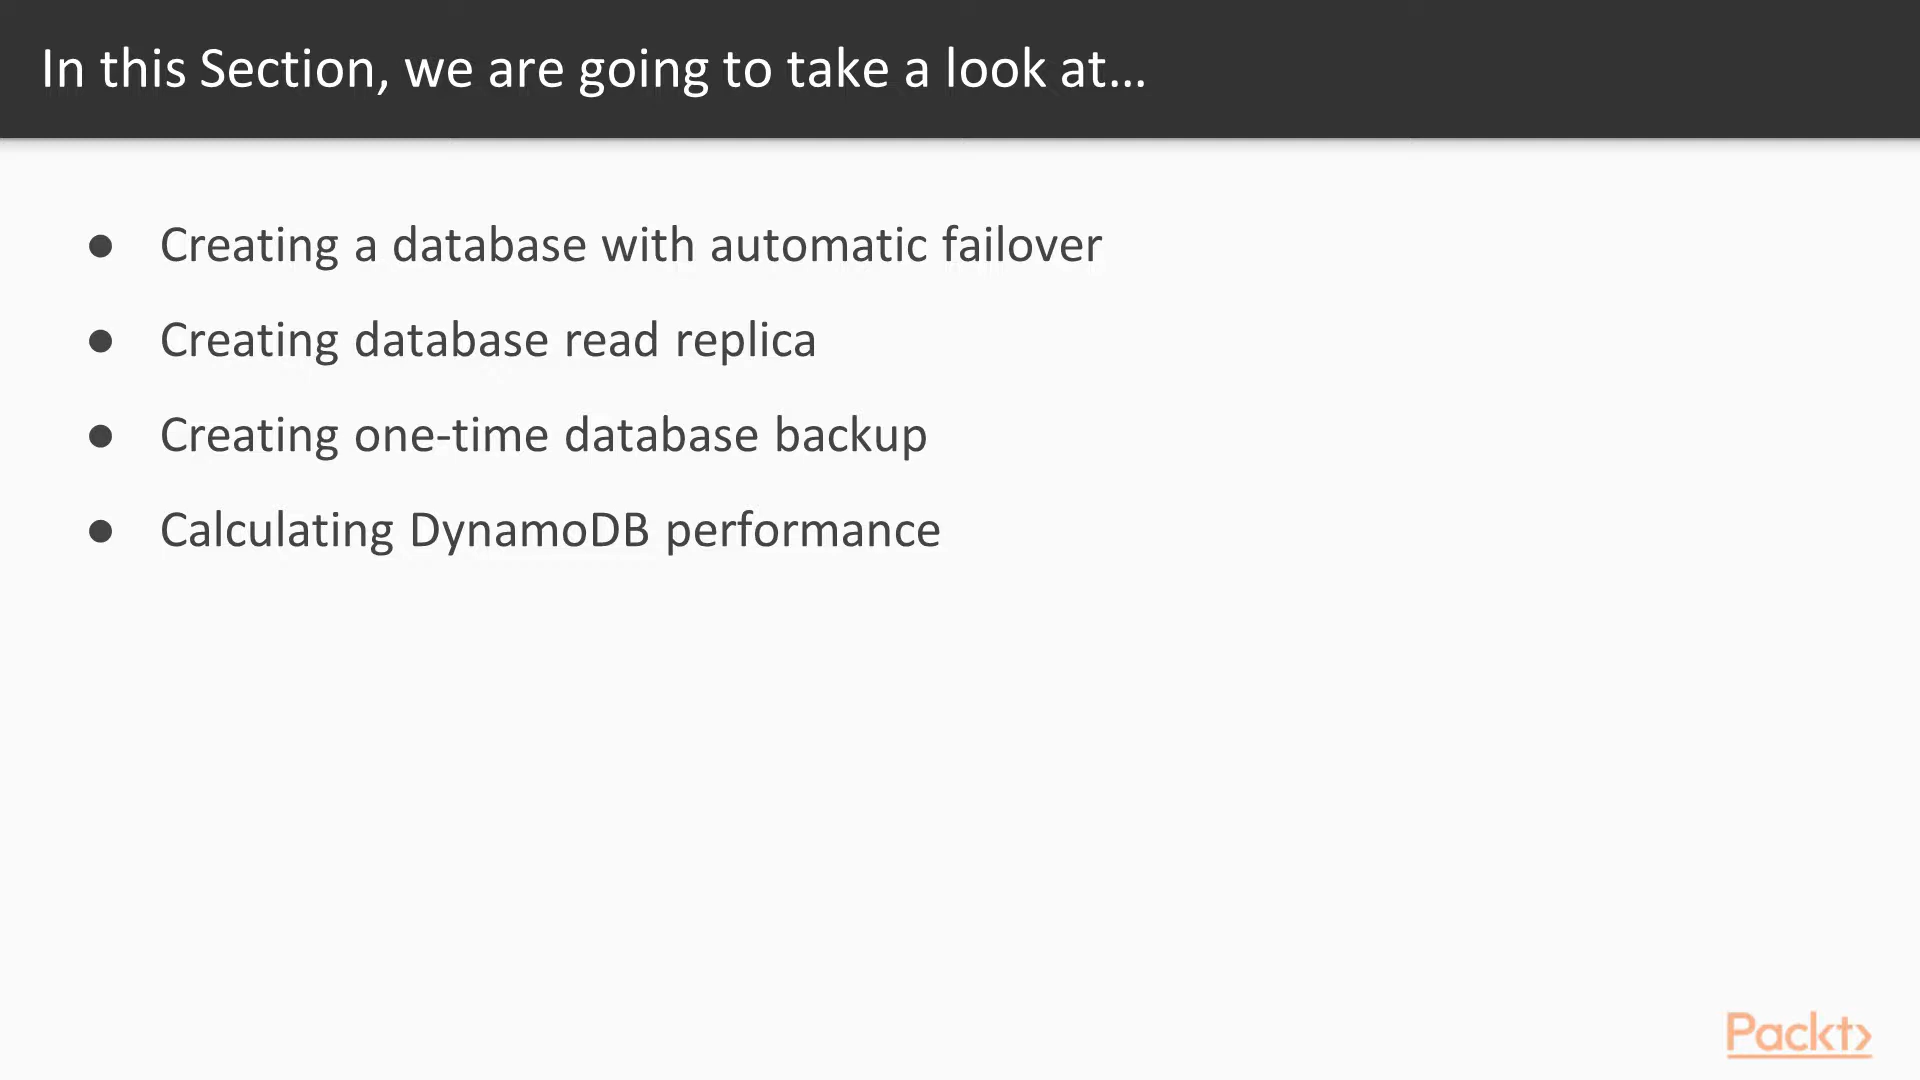 In this Section, we are going to take a look at...
● Creating a database with automatic failover
● Creating database read replica
● Creating one-time database backup
● Calculating DynamoDB performance
Packt>